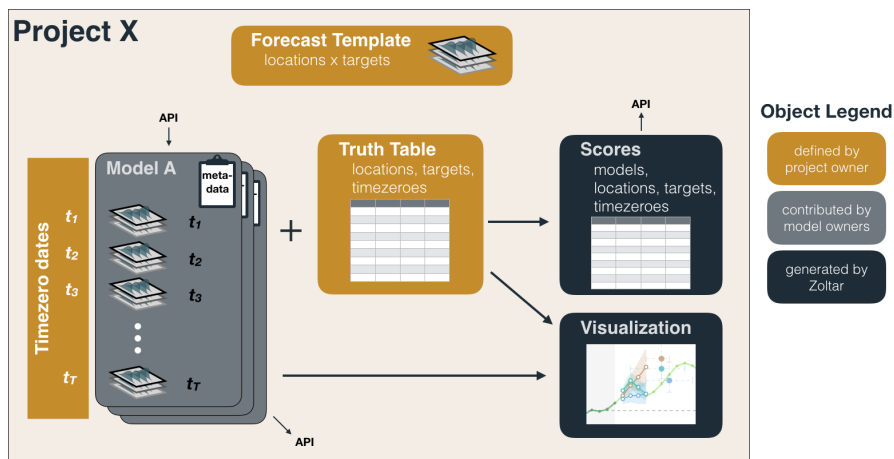 Project X
Forecast Template
locations x targets
API
API
Object Legend
Model A
meta-
data
Truth Table
locations, targets,
timezeroes
Scores
models,
locations, targets,
timezeroes
defined by
project owner
contributed by
model owners
generated by
Zoltar
Timezero dates
t1
t1
t2
t2
t3
t3
tT
tT
+
Visualization
API